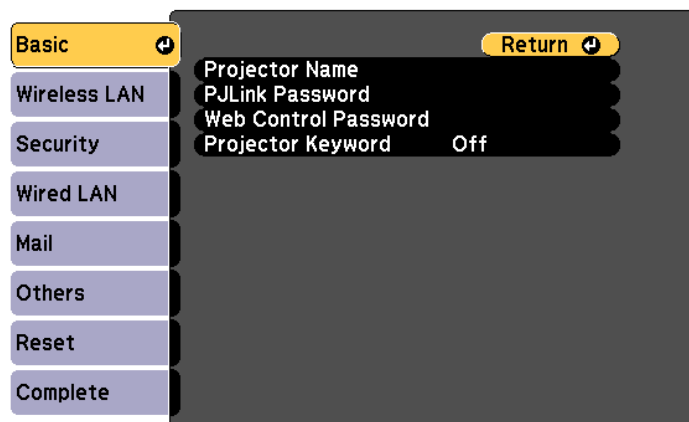 Basic
Return
Projector Name
PJLink Password
Web Control Password
Projector Keyword Off
Wireless LAN
Security
Wired LAN
Mail
Others
Reset
Complete